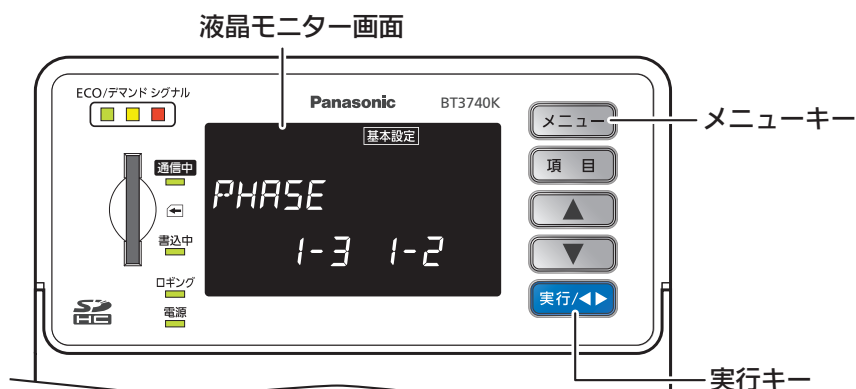 液晶モニター画面
ECO/デマンド シグナル
Panasonic BT3740K
基本設定
PHASE
1-3 1-2
通信中
書込中
ロギング
電源
SD HC
メニュー
項 目
▲
▼
実行/◀▶
メニューキー
実行キー